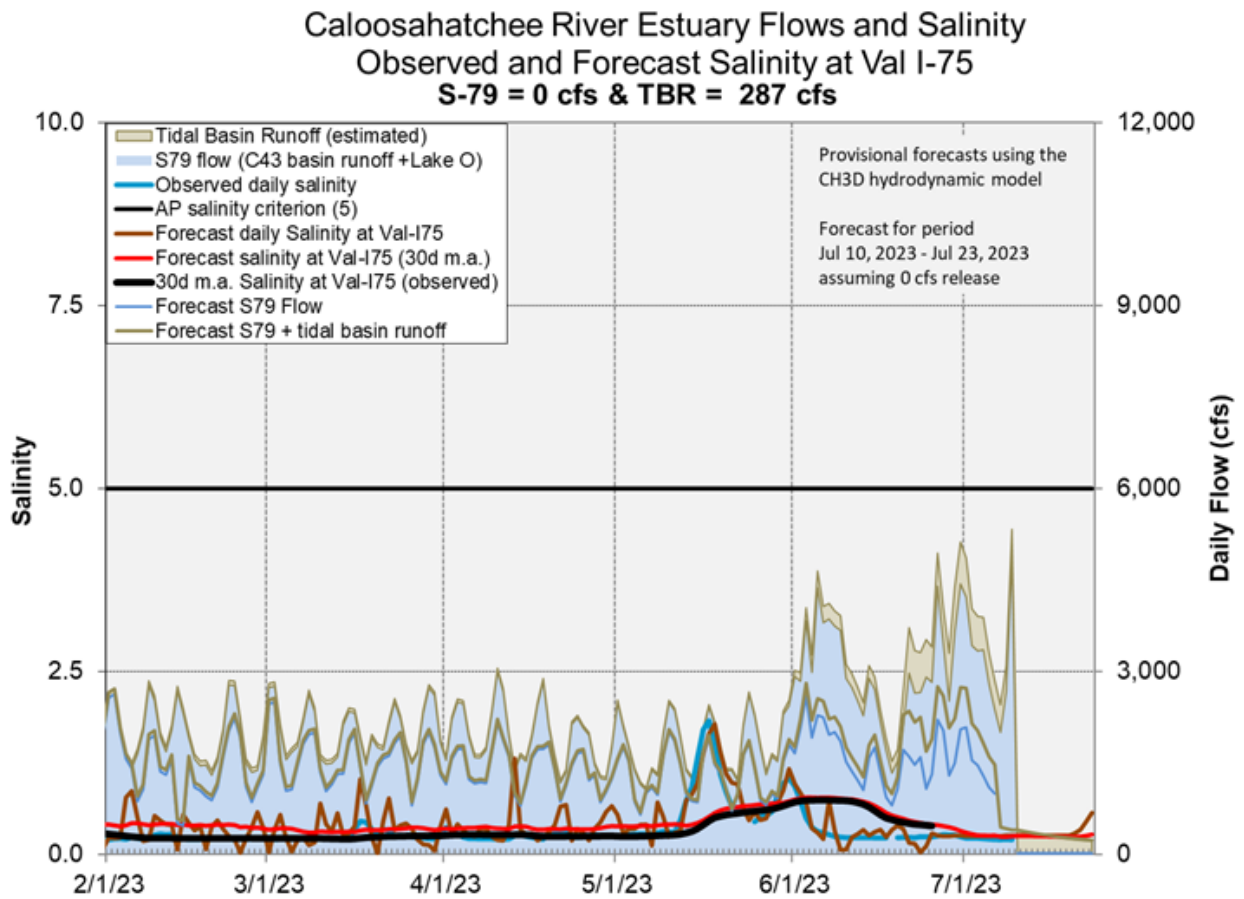 Caloosahatchee River Estuary Flows and Salinity
Observed and Forecast Salinity at Val I-75
S-79 = 0 cfs & TBR = 287 cfs
10.0
7.5
5.0
2.5
0.0
Salinity
Tidal Basin Runoff (estimated)
S79 flow (C43 basin runoff +Lake O)
Observed daily salinity
AP salinity criterion (5)
Forecast daily Salinity at Val-I75
Forecast salinity at Val-I75 (30d m.a.)
30d m.a. Salinity at Val-I75 (observed)
Forecast S79 Flow
Forecast S79 + tidal basin runoff
Provisional forecasts using the
CH3D hydrodynamic model
Forecast for period
Jul 10, 2023 - Jul 23, 2023
assuming 0 cfs release
12,000
9,000
6,000
3,000
0
Daily Flow (cfs)
2/1/23 3/1/23 4/1/23 5/1/23 6/1/23 7/1/23